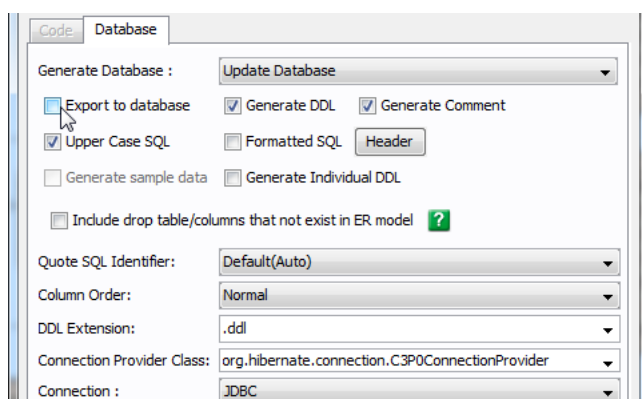 Code Database
Generate Database : Update Database
Export to database Generate DDL Generate Comment
Upper Case SQL Formatted SQL Header
Generate sample data Generate Individual DDL
Include drop table/columns that not exist in ER model ?
Quote SQL Identifier: Default(Auto)
Column Order: Normal
DDL Extension: .ddl
Connection Provider Class: org.hibernate.connection.C3P0ConnectionProvider
Connection : JDBC